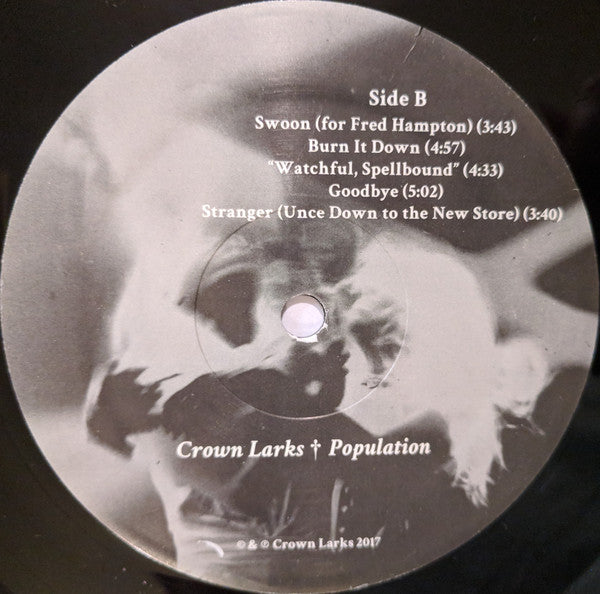 Side B
Swoon (for Fred Hampton) (3:43)
Burn It Down (4:57)
“Watchful, Spellbound” (4:33)
Goodbye (5:02)
Stranger (Unce Down to the New Store) (3:40)
Crown Larks † Population
© & ℗ Crown Larks 2017